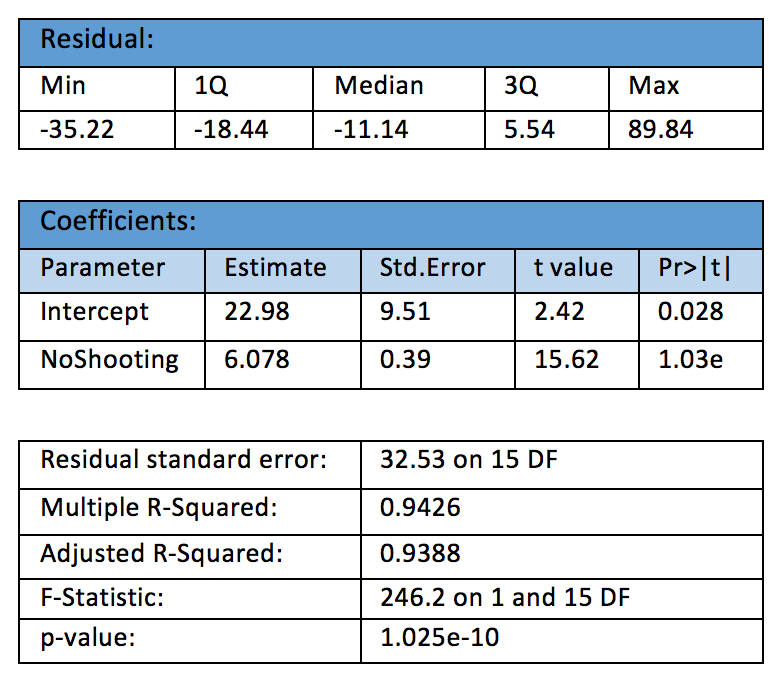 Residual:
Min 1Q Median 3Q Max
-35.22 -18.44 -11.14 5.54 89.84
Coefficients:
Parameter Estimate Std.Error t value Pr>|t|
Intercept 22.98 9.51 2.42 0.028
NoShooting 6.078 0.39 15.62 1.03e
Residual standard error: 32.53 on 15 DF
Multiple R-Squared: 0.9426
Adjusted R-Squared: 0.9388
F-Statistic: 246.2 on 1 and 15 DF
p-value: 1.025e-10